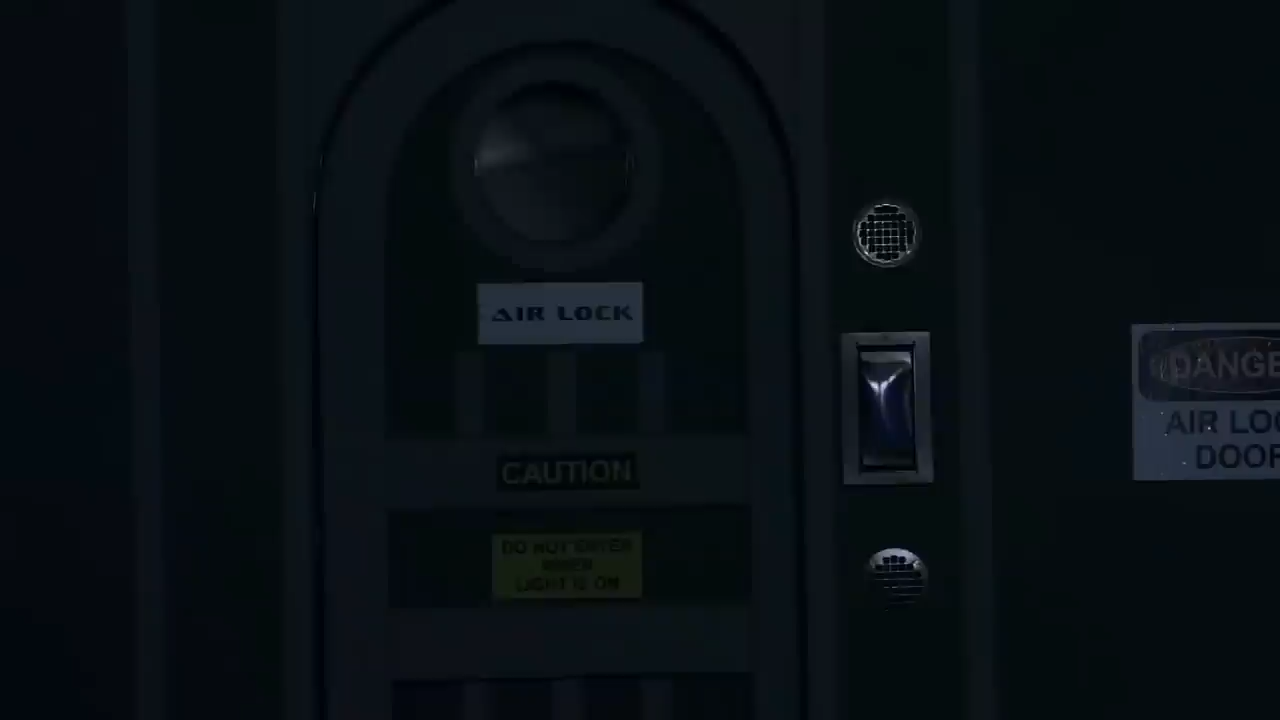 AIR LOCK
CAUTION
DO NOT ENTER
WHEN
LIGHT IS ON
DANGE
AIR LOC
DOOR